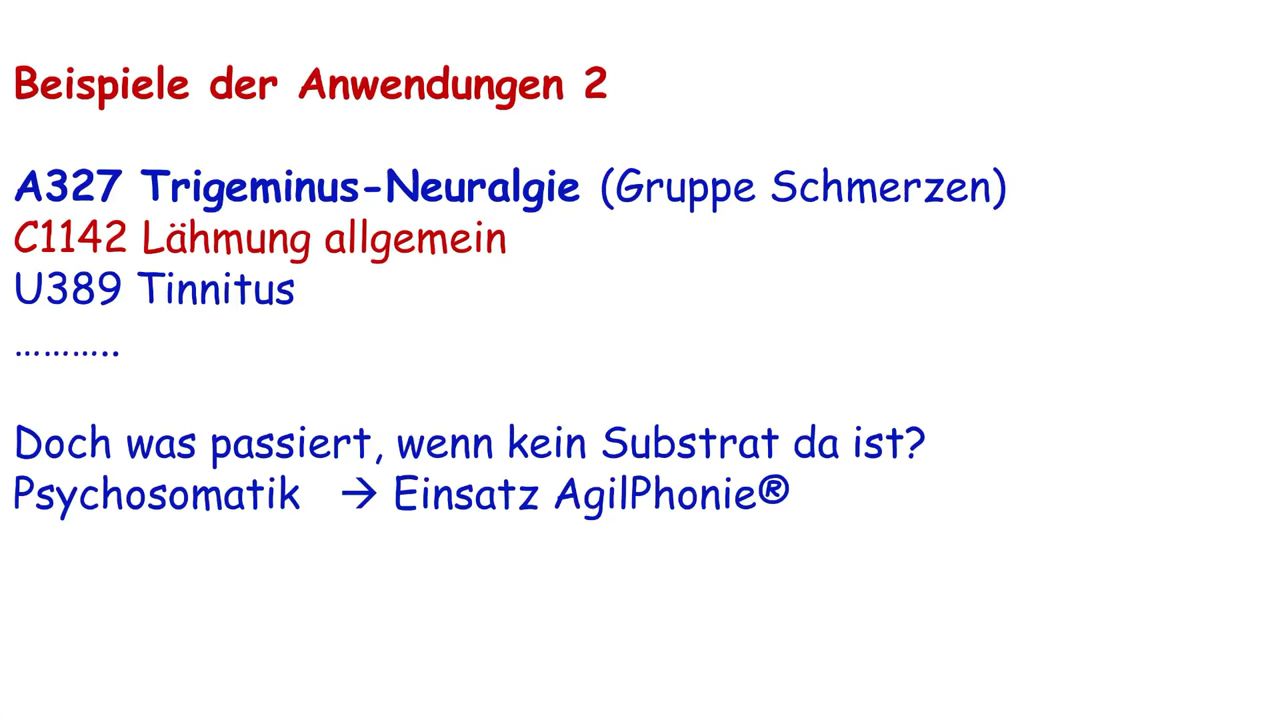 Beispiele der Anwendungen 2
A327 Trigeminus-Neuralgie (Gruppe Schmerzen)
C1142 Lähmung allgemein
U389 Tinnitus
………..
Doch was passiert, wenn kein Substrat da ist?
Psychosomatik → Einsatz AgilPhonie®